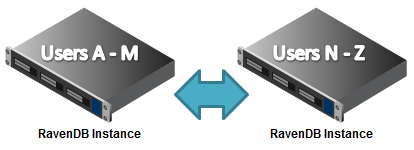 Users A - M
Users N - Z
RavenDB Instance
RavenDB Instance